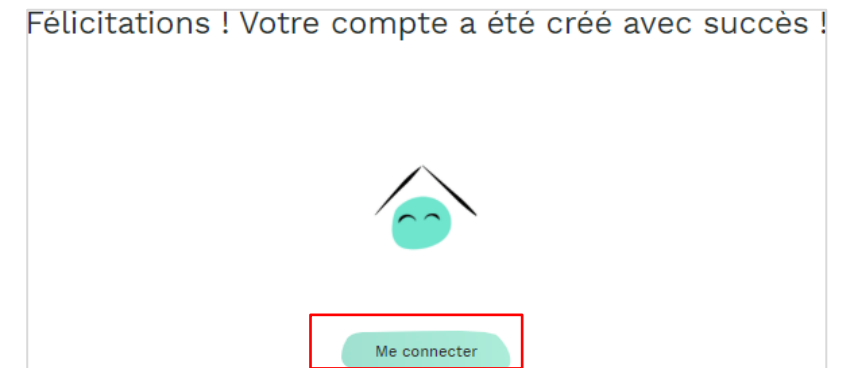 Félicitations ! Votre compte a été créé avec succès !
Me connecter